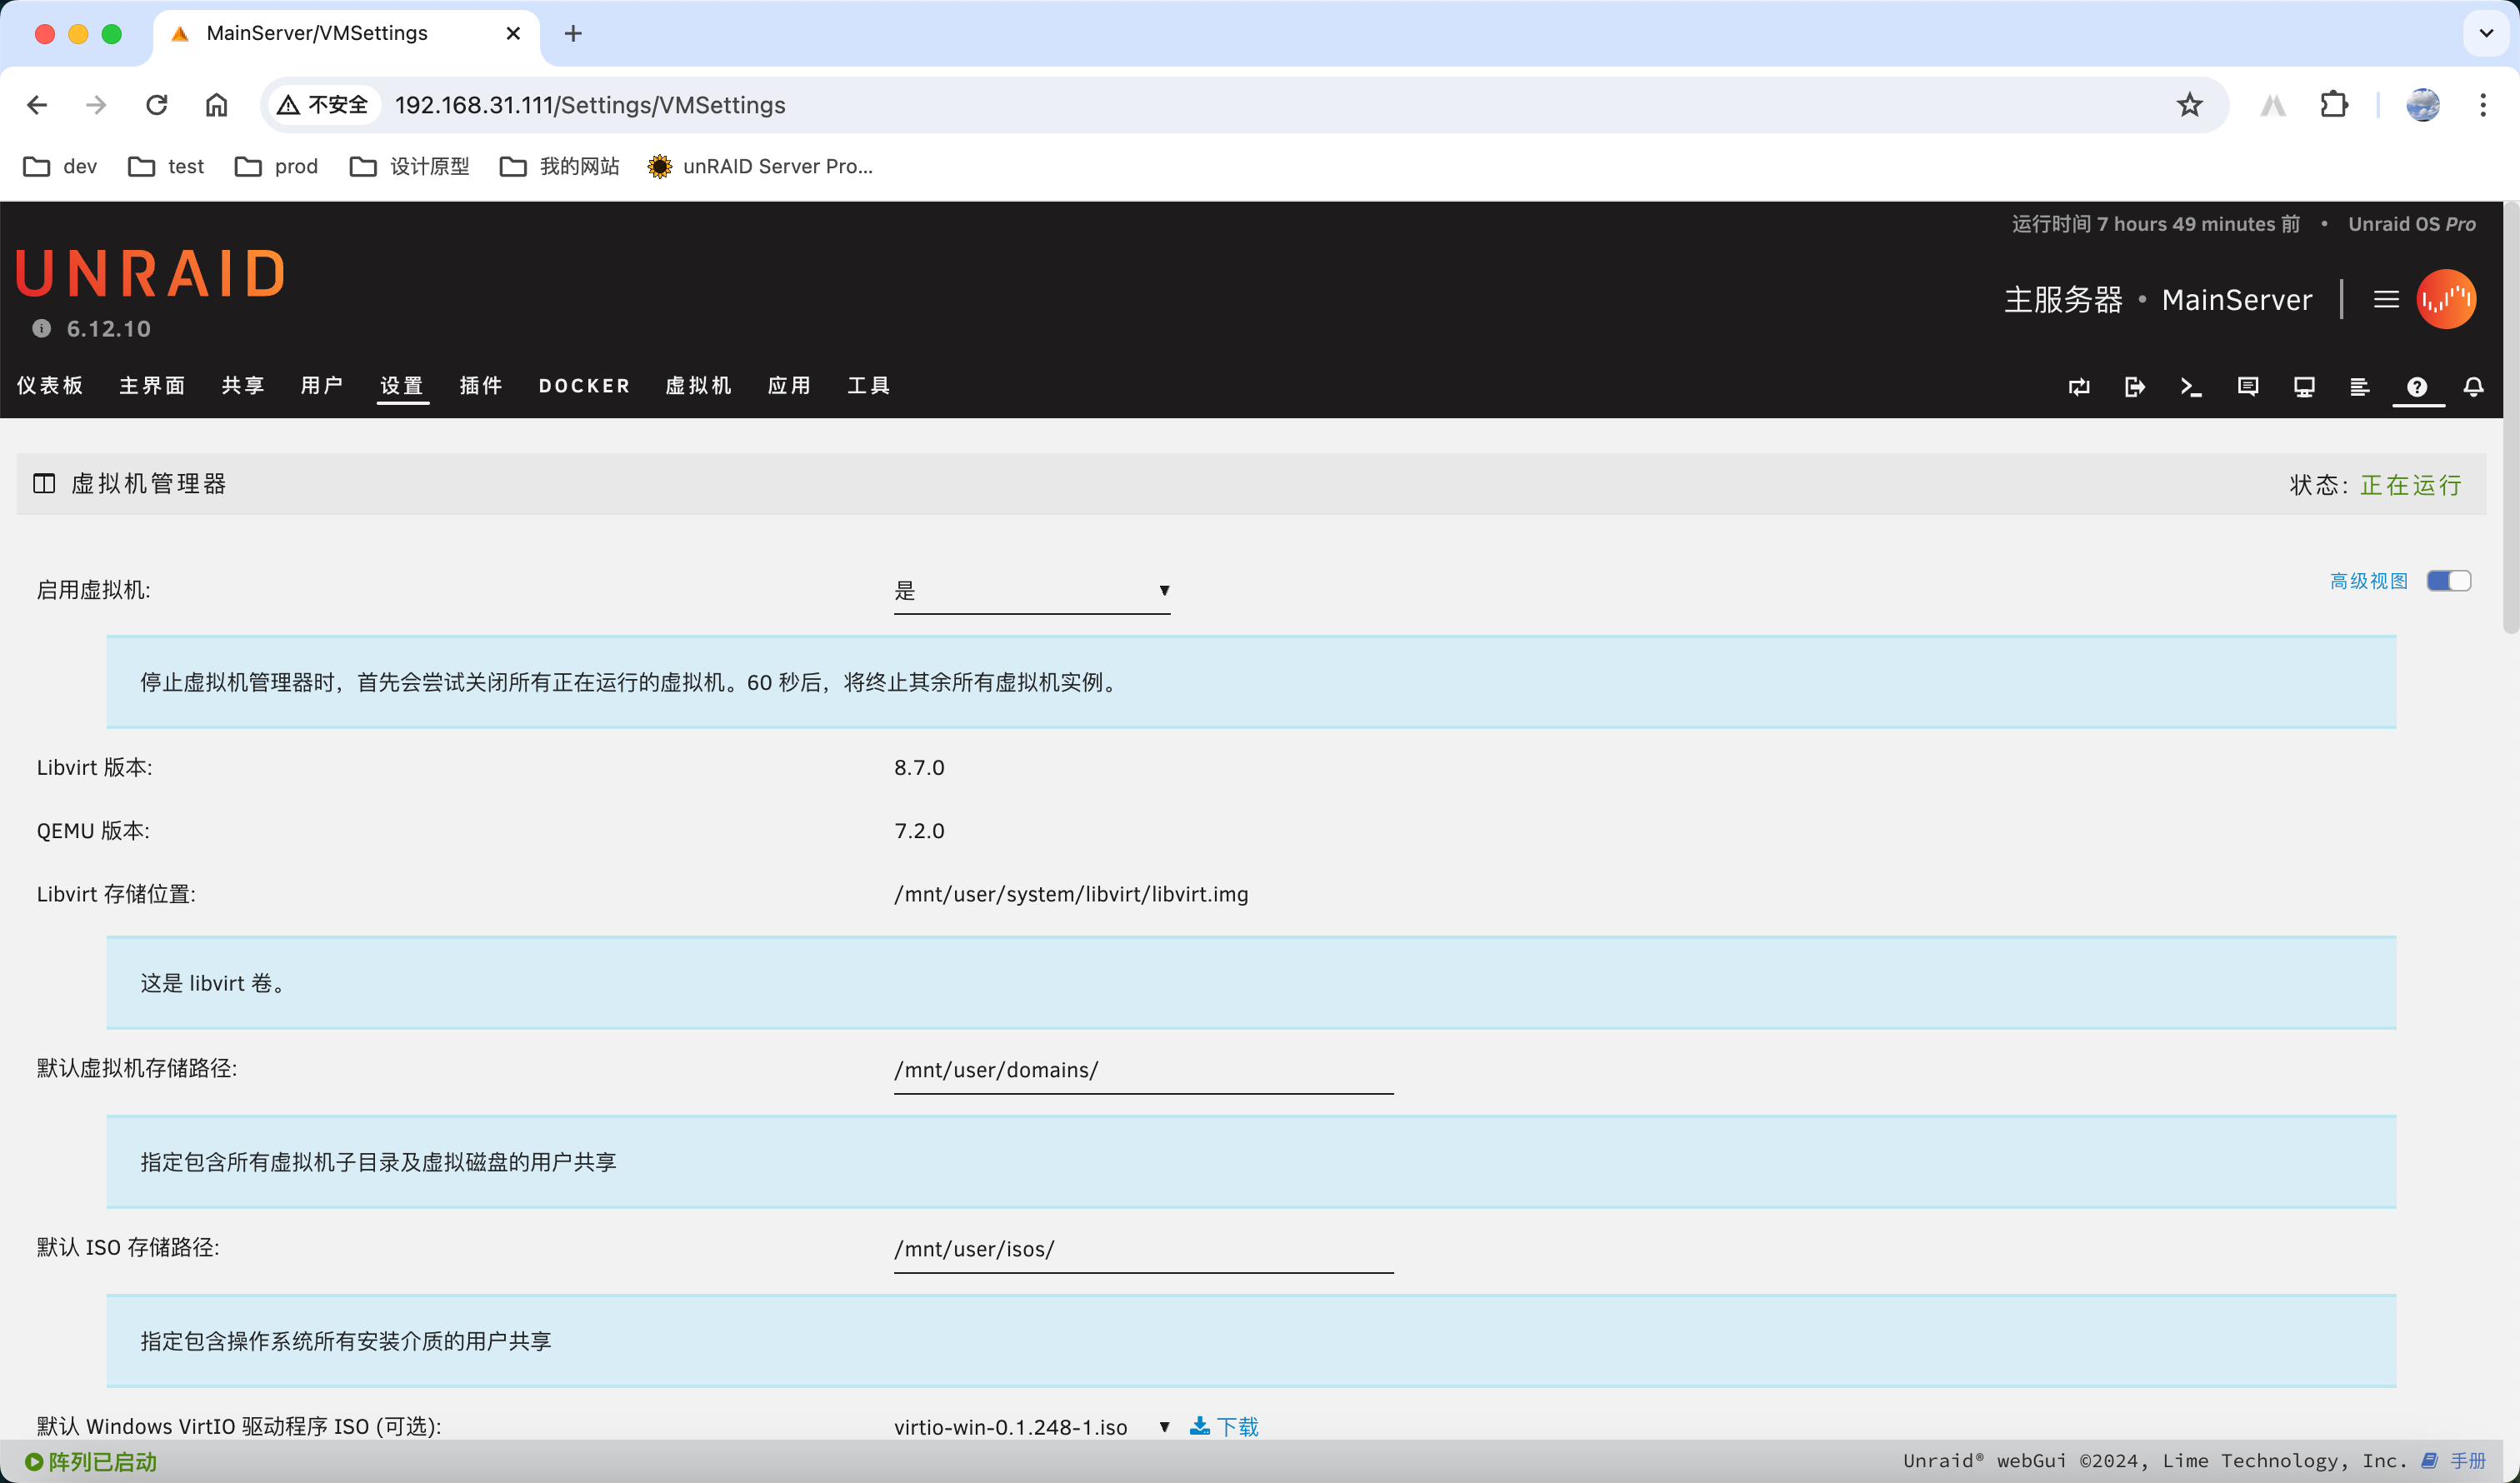 MainServer/VMSettings
不安全 192.168.31.111/Settings/VMSettings
dev test prod 设计原型 我的网站 unRAID Server Pro...
运行时间 7 hours 49 minutes 前 • Unraid OS Pro
UNRAID
6.12.10
主服务器 • MainServer
仪表板 主界面 共享 用户 设置 插件 DOCKER 虚拟机 应用 工具
虚拟机管理器 状态: 正在运行
启用虚拟机: 是 高级视图
停止虚拟机管理器时，首先会尝试关闭所有正在运行的虚拟机。60 秒后，将终止其余所有虚拟机实例。
Libvirt 版本: 8.7.0
QEMU 版本: 7.2.0
Libvirt 存储位置: /mnt/user/system/libvirt/libvirt.img
这是 libvirt 卷。
默认虚拟机存储路径: /mnt/user/domains/
指定包含所有虚拟机子目录及虚拟磁盘的用户共享
默认 ISO 存储路径: /mnt/user/isos/
指定包含操作系统所有安装介质的用户共享
默认 Windows VirtIO 驱动程序 ISO (可选): virtio-win-0.1.248-1.iso 下载
阵列已启动 Unraid® webGui ©2024, Lime Technology, Inc. 手册